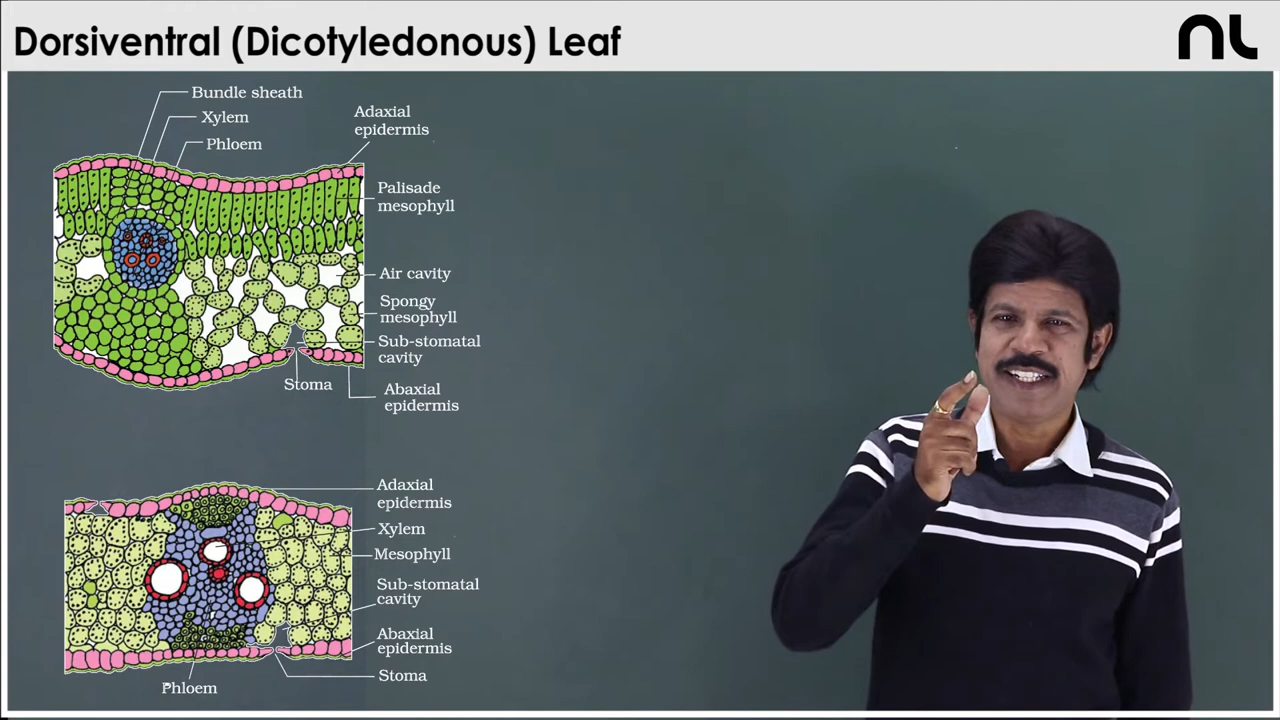 Dorsiventral (Dicotyledonous) Leaf
nL
Bundle sheath
Xylem
Phloem
Adaxial
epidermis
Palisade
mesophyll
Air cavity
Spongy
mesophyll
Sub-stomatal
cavity
Stoma
Abaxial
epidermis
Adaxial
epidermis
Xylem
Mesophyll
Sub-stomatal
cavity
Abaxial
epidermis
Stoma
Phloem